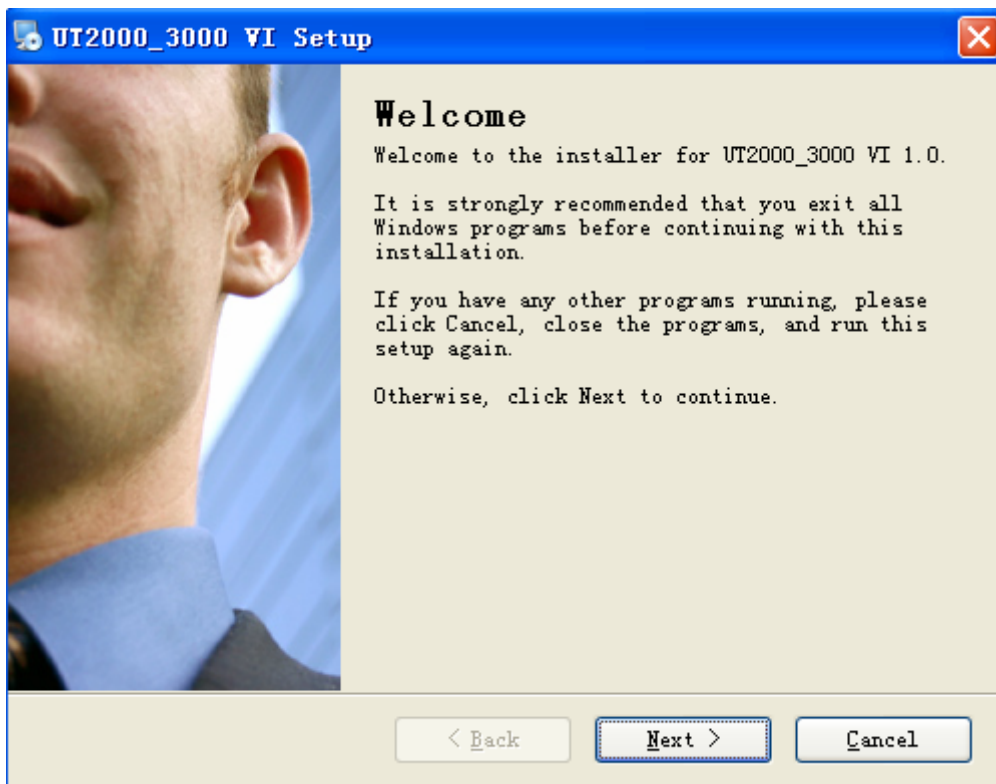 UT2000_3000 VI Setup
Welcome
Welcome to the installer for UT2000_3000 VI 1.0.
It is strongly recommended that you exit all
Windows programs before continuing with this
installation.
If you have any other programs running, please
click Cancel, close the programs, and run this
setup again.
Otherwise, click Next to continue.
< Back
Next >
Cancel